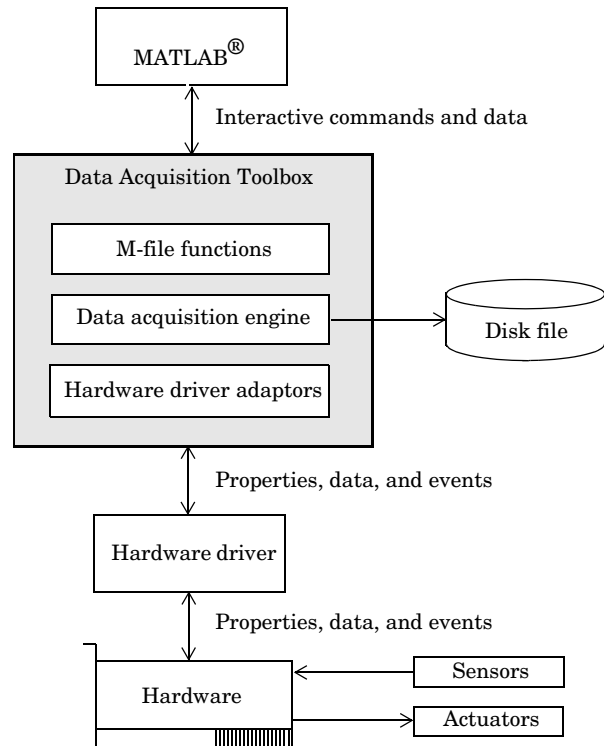 MATLAB®
Interactive commands and data
Data Acquisition Toolbox
M-file functions
Data acquisition engine
Disk file
Hardware driver adaptors
Properties, data, and events
Hardware driver
Properties, data, and events
Sensors
Hardware
Actuators